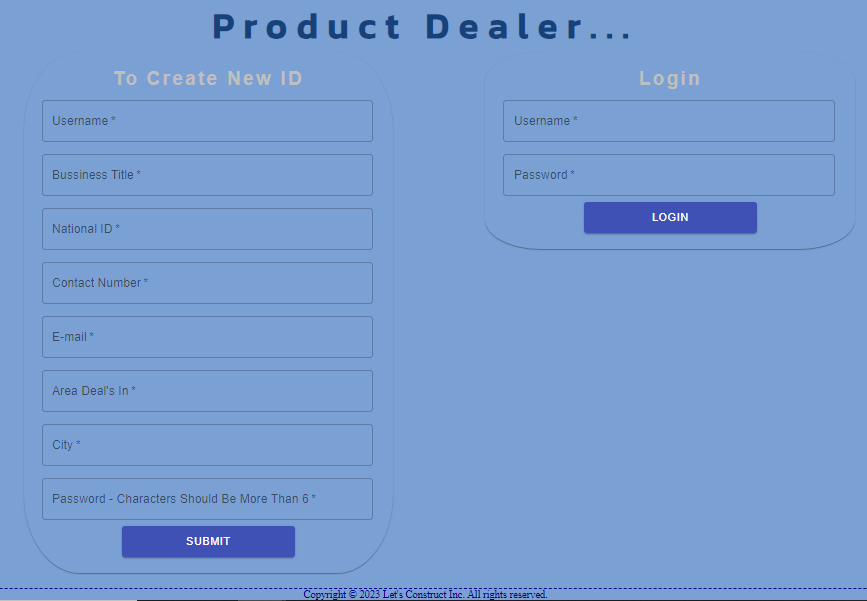 Product Dealer...
To Create New ID
Username *
Bussiness Title *
National ID *
Contact Number *
E-mail *
Area Deal's In *
City *
Password - Characters Should Be More Than 6 *
SUBMIT
Login
Username *
Password *
LOGIN
Copyright © 2023 Let's Construct Inc. All rights reserved.